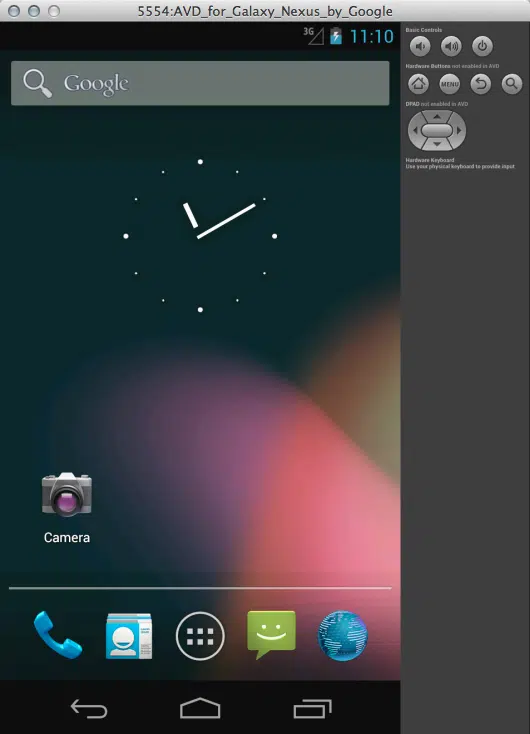 5554:AVD_for_Galaxy_Nexus_by_Google
3G 11:10
Google
Camera
Basic Controls
Hardware Buttons not enabled in AVD
MENU
DPAD not enabled in AVD
Hardware Keyboard
Use your physical keyboard to provide input